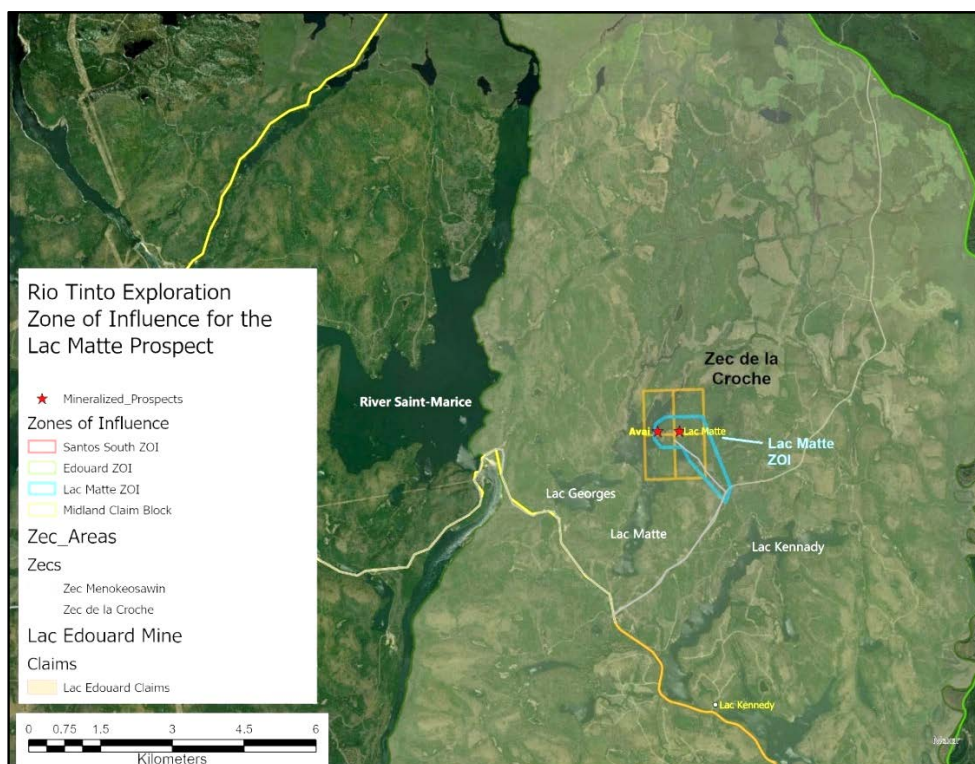 Rio Tinto Exploration
Zone of Influence for the
Lac Matte Prospect
Mineralized_Prospects
Zones of Influence
Santos South ZOI
Edouard ZOI
Lac Matte ZOI
Midland Claim Block
Zec_Areas
Zecs
Zec Menokeosawin
Zec de la Croche
Lac Edouard Mine
Claims
Lac Edouard Claims
0 0.75 1.5 3 4.5 6
Kilometers
River Saint-Marice
Zec de la
Croche
Avai
Lac Matte
Lac Matte
ZOI
Lac Georges
Lac Matte
Lac Kennady
Lac Kennedy
Maxar